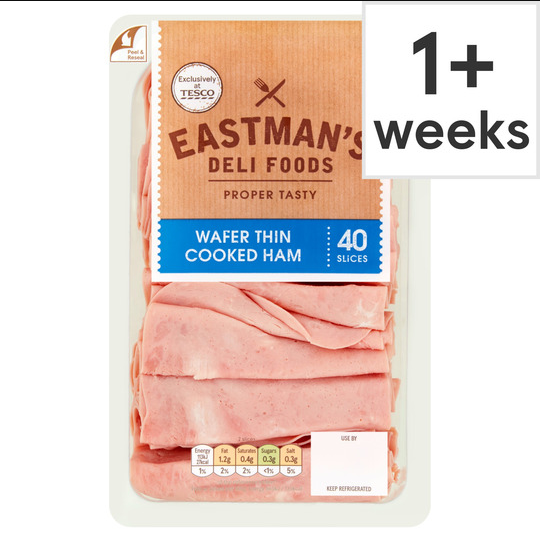 Peel &
Reseal
Exclusively
at
TESCO
1+
weeks
EASTMAN'S
DELI FOODS
PROPER TASTY
WAFER THIN
COOKED HAM
40
SLICES
Energy
Fat
Saturates
Sugars
Salt
1.2g
0.4g
0.3g
0.3g
1%
2%
2%
<1%
5%
USE BY
KEEP REFRIGERATED